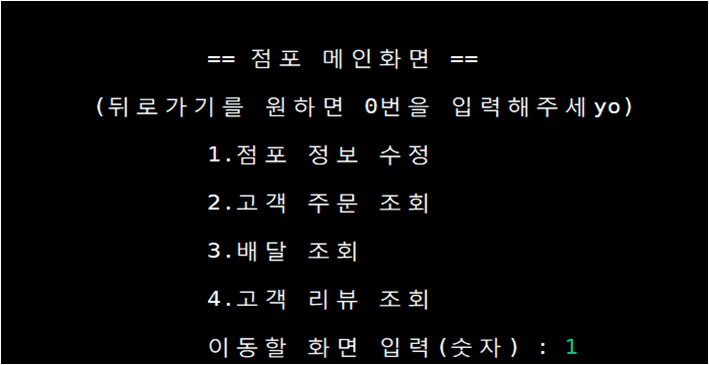 == 점포 메인화면 ==
(뒤로가기를 원하면 0번을 입력해주세yo)
1.점포 정보 수정
2.고객 주문 조회
3.배달 조회
4.고객 리뷰 조회
이동할 화면 입력(숫자) : 1